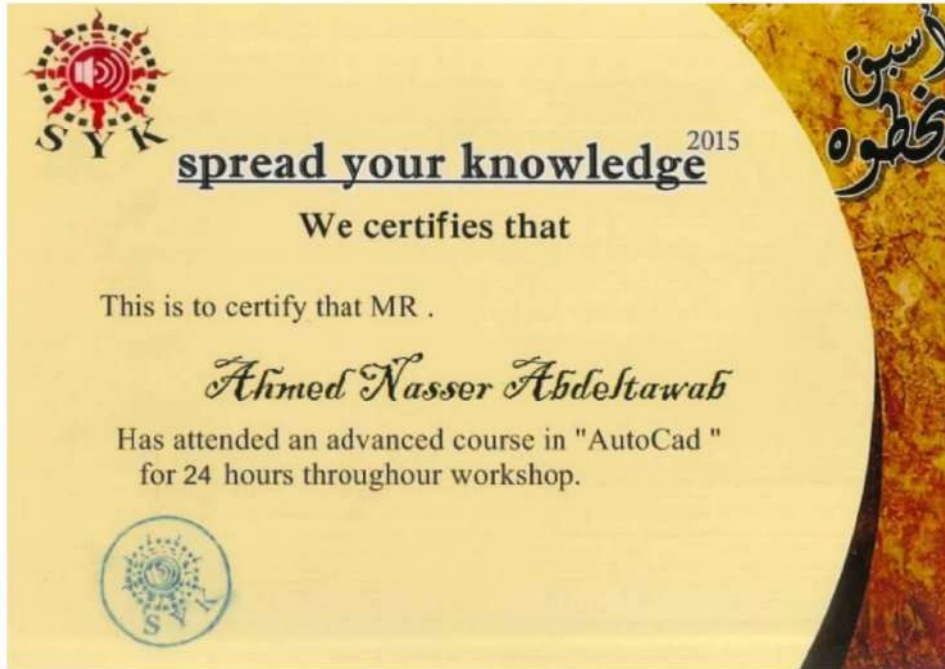 SYK
أسبق
بخطوه
spread your knowledge 2015
We certifies that
This is to certify that MR .
Ahmed Nasser Abdeltawab
Has attended an advanced course in "AutoCad "
for 24 hours throughour workshop.
SYK